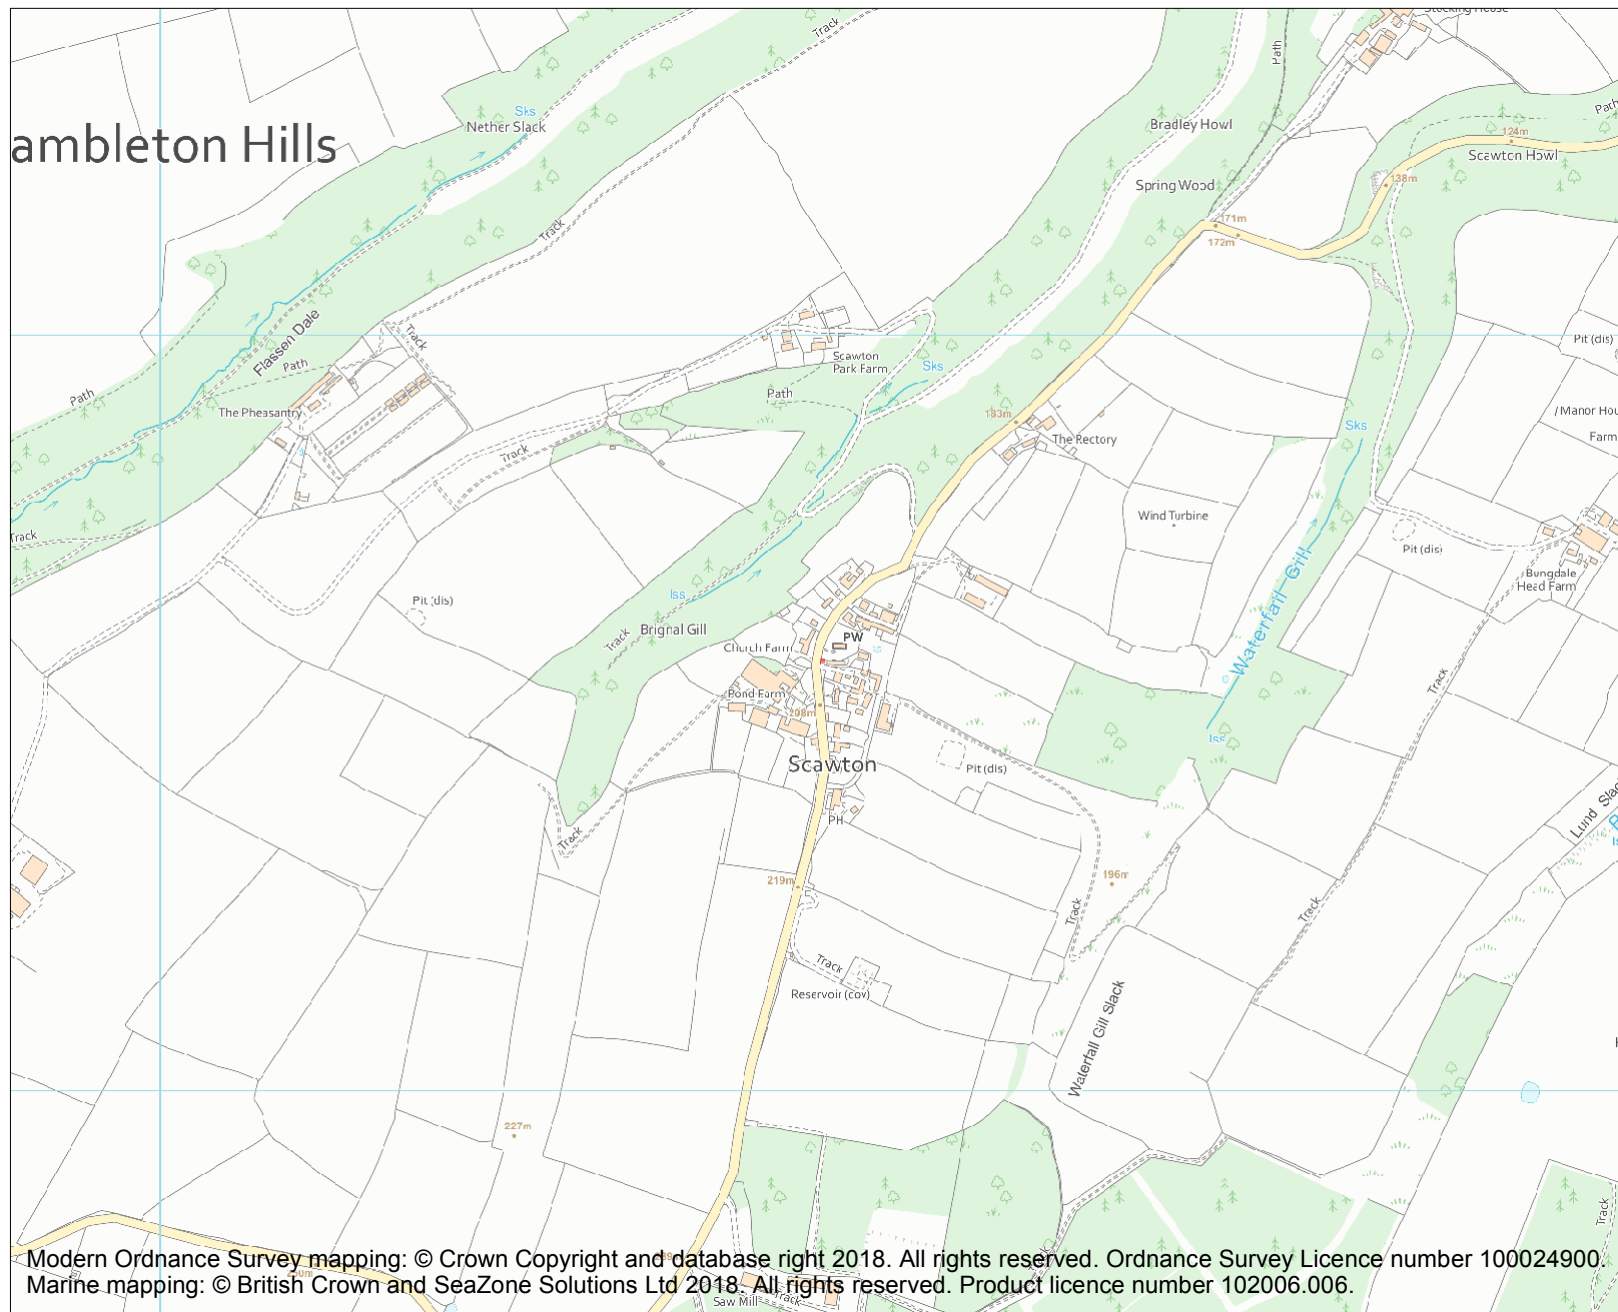 Stocking House
Track
Path
Sks
Nether Slack
Path
Bradley Howl
124m
ambleton Hills
Scawton Howl
138m
Spring Wood
171m
172m
Track
Flassen Dale
Track
Pit (dis)
Path
Scawton
Park Farm
Sks
Path
Path
The Pheasantry
183m
Manor Hou
Farm
Sks
The Rectory
Track
Wind Turbine
Track
Pit (dis)
Bungdale
Head Farm
Iss
Pit (dis)
Waterfall Gill
Brignal Gill
Track
PW
Church Farm
Track
Pond Farm
208m
Iss
Scawton
Pit (dis)
Lund Slac
PH
Track
196m
219m
Track
Track
Track
Reservoir (cov)
Waterfall Gill Slack
227m
Track
Modern Ordnance Survey mapping: © Crown Copyright and database right 2018. All rights reserved. Ordnance Survey Licence number 100024900.
Marine mapping: © British Crown and SeaZone Solutions Ltd 2018. All rights reserved. Product licence number 102006.006.
Track
Saw Mill